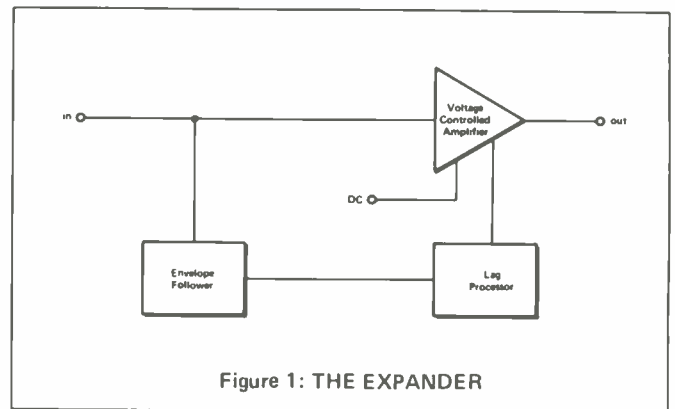 in
Voltage
Controlled
Amplifier
out
DC
Envelope
Follower
Lag
Processor
Figure 1: THE EXPANDER